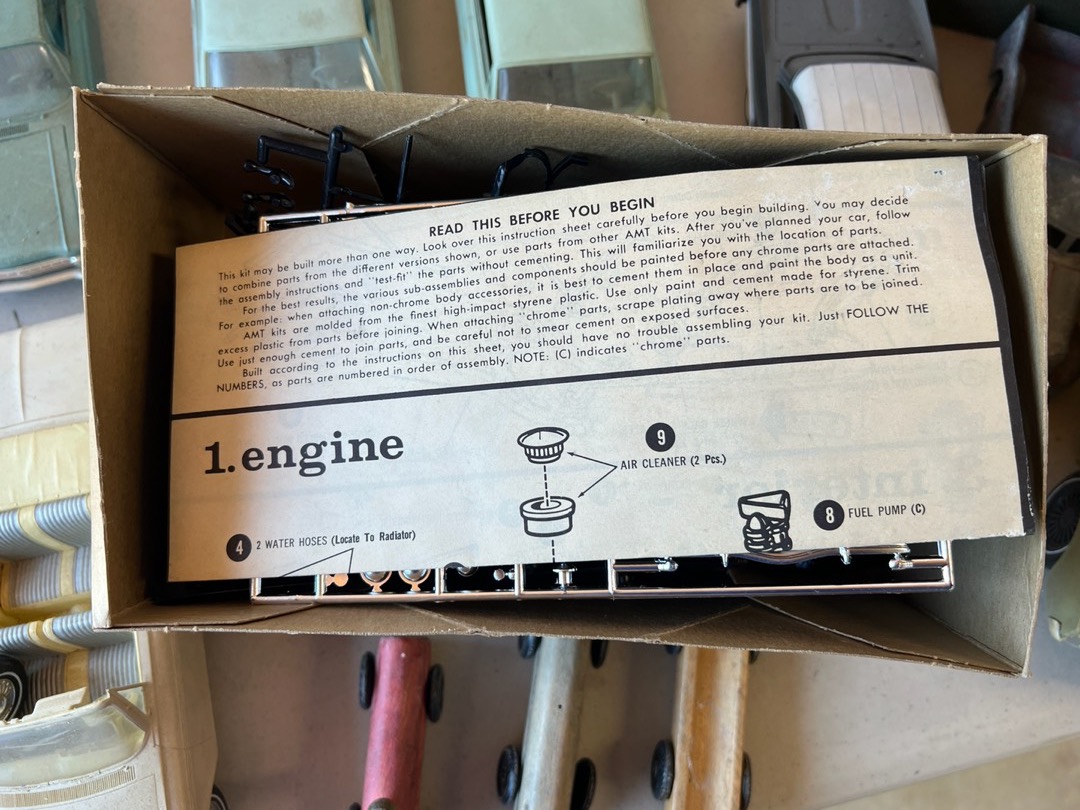 READ THIS BEFORE YOU BEGIN
This kit may be built more than one way. Look over this instruction sheet carefully before you begin building. You may decide
to combine parts from the different versions shown, or use parts from other AMT kits. After you've planned your car, follow
the assembly instructions and "test-fit" the parts without cementing. This will familiarize you with the location of parts.
For the best results, the various sub-assemblies and components should be painted before any chrome parts are attached.
For example: when attaching non-chrome body accessories, it is best to cement them in place and paint the body as a unit.
AMT kits are molded from the finest high-impact styrene plastic. Use only paint and cement made for styrene. Trim
excess plastic from parts before joining. When attaching "chrome" parts, scrape plating away where parts are to be joined.
Use just enough cement to join parts, and be careful not to smear cement on exposed surfaces.
Built according to the instructions on this sheet, you should have no trouble assembling your kit. Just FOLLOW THE
NUMBERS, as parts are numbered in order of assembly. NOTE: (C) indicates "chrome" parts.
1. engine
9
AIR CLEANER (2 Pcs.)
8 FUEL PUMP (C)
4 2 WATER HOSES (Locate To Radiator)